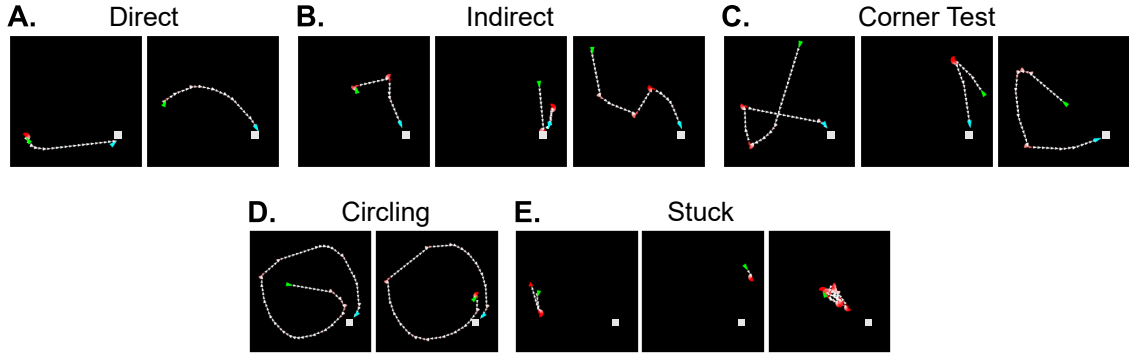 A. Direct
B. Indirect
C. Corner Test
D. Circling
E. Stuck